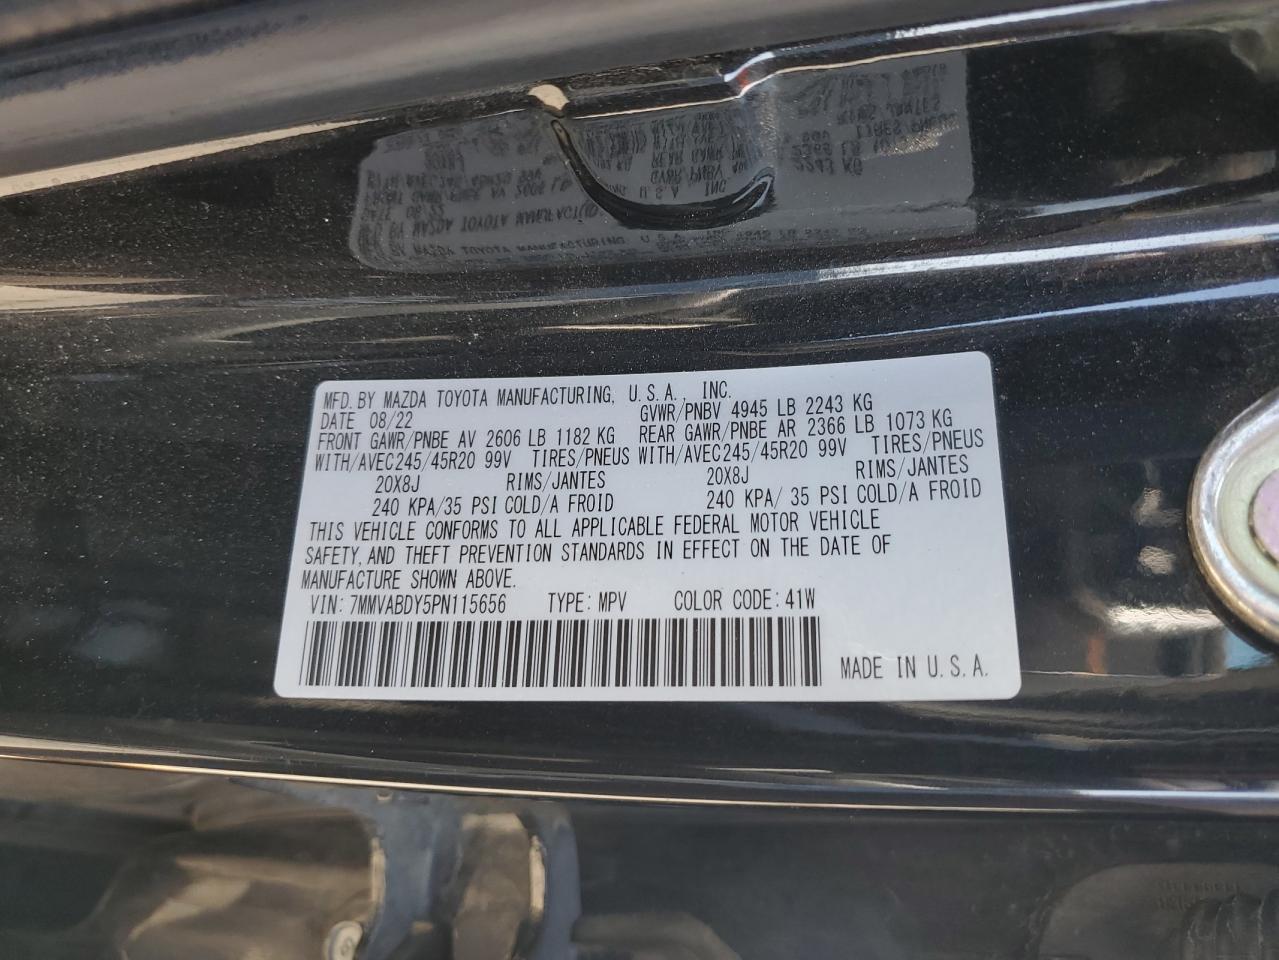 MFD. BY MAZDA TOYOTA MANUFACTURING, U.S.A., INC.
DATE 08/22 GVWR/PNBV 4945 LB 2243 KG
FRONT GAWR/PNBE AV 2606 LB 1182 KG REAR GAWR/PNBE AR 2366 LB 1073 KG
WITH/AVEC245/45R20 99V TIRES/PNEUS WITH/AVEC245/45R20 99V TIRES/PNEUS
20X8J RIMS/JANTES 20X8J RIMS/JANTES
240 KPA/35 PSI COLD/A FROID 240 KPA/35 PSI COLD/A FROID
THIS VEHICLE CONFORMS TO ALL APPLICABLE FEDERAL MOTOR VEHICLE
SAFETY, AND THEFT PREVENTION STANDARDS IN EFFECT ON THE DATE OF
MANUFACTURE SHOWN ABOVE.
VIN: 7MMVABDY5PN115656 TYPE: MPV COLOR CODE: 41W
MADE IN U.S.A.